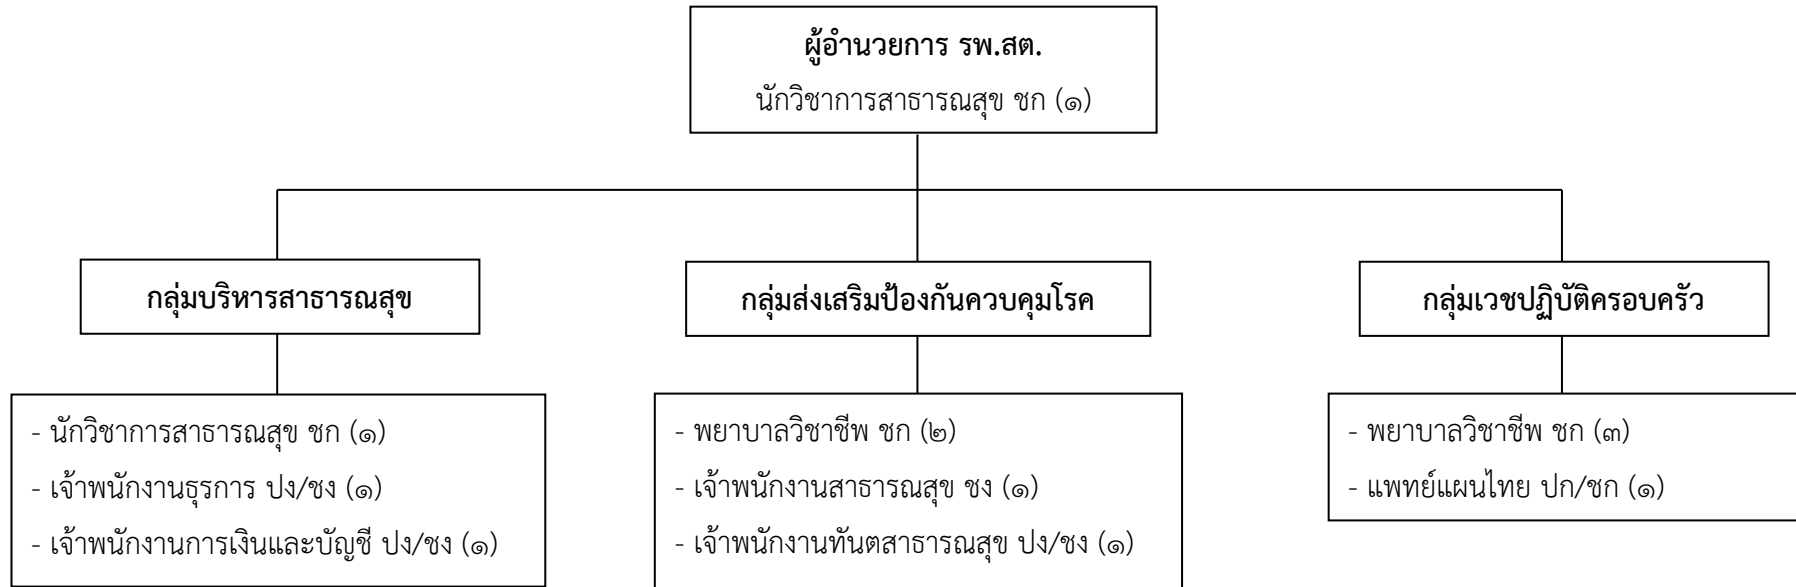 ผู้อำนวยการ รพ.สต.
นักวิชาการสาธารณสุข ชก (๑)
กลุ่มบริหารสาธารณสุข
- นักวิชาการสาธารณสุข ชก (๑)
- เจ้าพนักงานธุรการ ปง/ชง (๑)
- เจ้าพนักงานการเงินและบัญชี ปง/ชง (๑)
กลุ่มส่งเสริมป้องกันควบคุมโรค
- พยาบาลวิชาชีพ ชก (๒)
- เจ้าพนักงานสาธารณสุข ชง (๑)
- เจ้าพนักงานทันตสาธารณสุข ปง/ชง (๑)
กลุ่มเวชปฏิบัติครอบครัว
- พยาบาลวิชาชีพ ชก (๓)
- แพทย์แผนไทย ปก/ชก (๑)